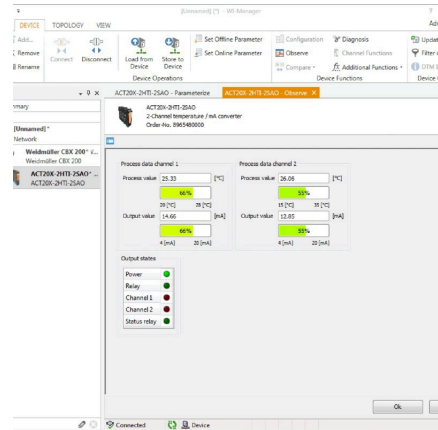 [Unnamed] * - WI-Manager
?
DEVICE TOPOLOGY VIEW
Add...
Remove
Rename
Connect
Disconnect
Load from Device
Store to Device
Set Offline Parameter
Set Online Parameter
Configuration
Observe
Compare
Diagnosis
Channel Functions
Additional Functions
Updat
Filter
DTM
Device Operations
Device Functions
Device
ACT20X-2HTI-2SAO - Parameterize
ACT20X-2HTI-2SAO - Observe
nmary
[Unnamed] *
Network:
Weidmüller CBX 200*
Weidmüller CBX 200
ACT20X-2HTI-2SAO*
ACT20X-2HTI-2SAO
ACT20X-2HTI-2SAO
2-Channel temperature / mA converter
Order-No. 8965480000
Process data channel 1
Process value 25.33 [°C]
66%
20 [°C] 28 [°C]
Output value 14.66 [mA]
66%
4 [mA] 20 [mA]
Process data channel 2
Process value 26.06 [°C]
55%
15 [°C] 35 [°C]
Output value 12.85 [mA]
55%
4 [mA] 20 [mA]
Output states
Power
Relay
Channel 1
Channel 2
Status relay
Ok
Connected
Device